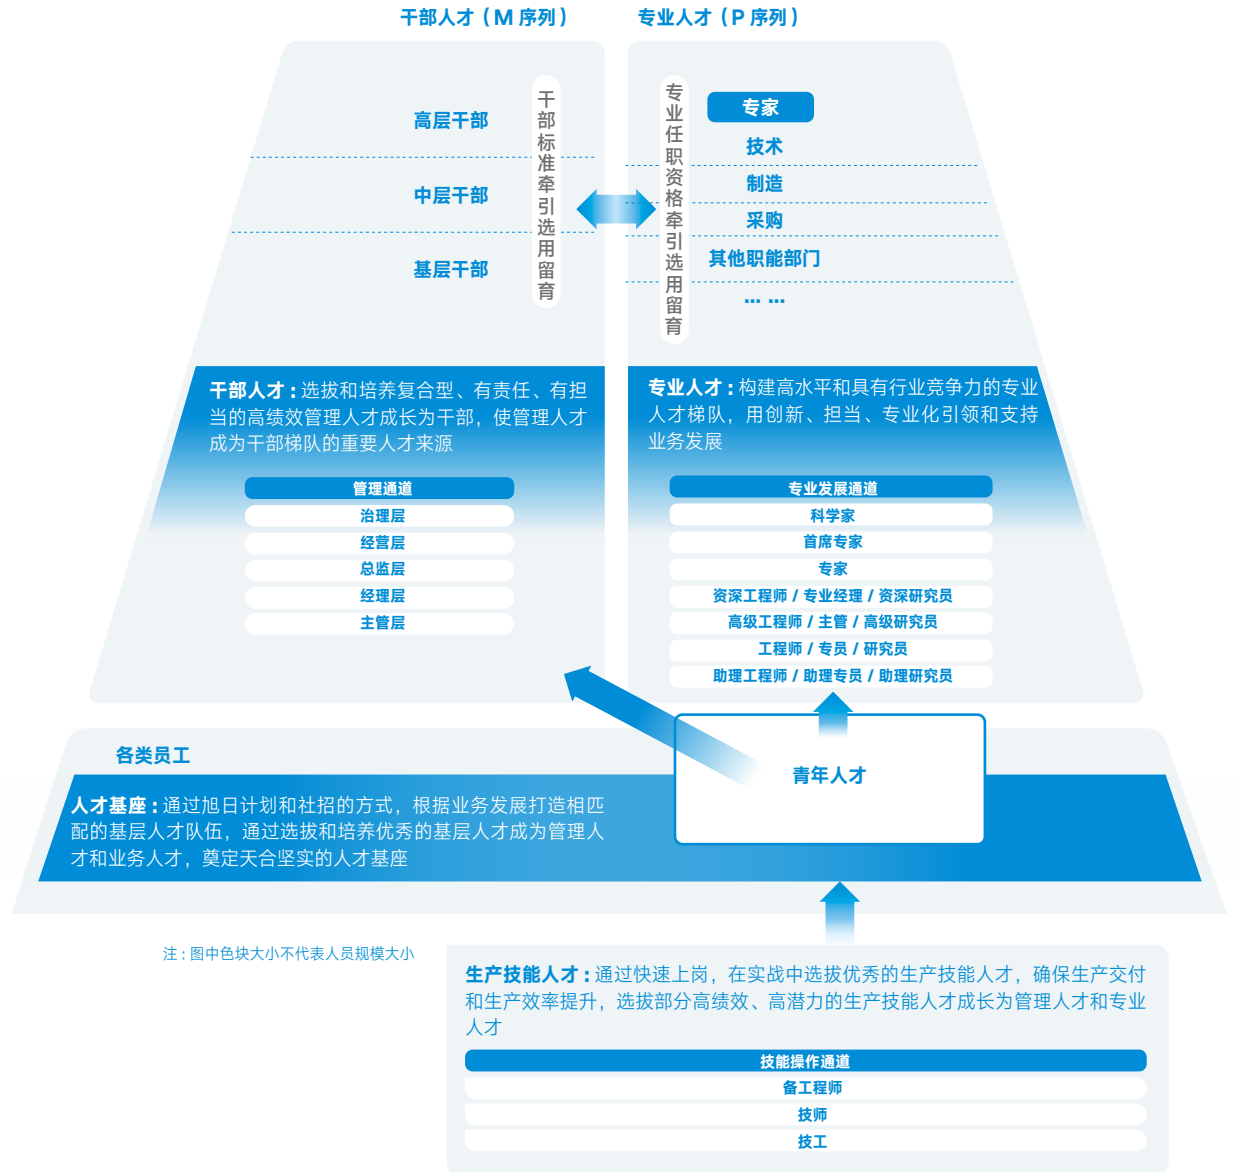 干部人才（M 序列）
高层干部
中层干部
基层干部
干部标准牵引选用留育
干部人才：选拔和培养复合型、有责任、有担
当的高绩效管理人才成长为干部，使管理人才
成为干部梯队的重要人才来源
管理通道
治理层
经营层
总监层
经理层
主管层
专业人才（P 序列）
专业任职资格牵引选用留育
专家
技术
制造
采购
其他职能部门
... ...
专业人才：构建高水平和具有行业竞争力的专业
人才梯队，用创新、担当、专业化引领和支持
业务发展
专业发展通道
科学家
首席专家
专家
资深工程师 / 专业经理 / 资深研究员
高级工程师 / 主管 / 高级研究员
工程师 / 专员 / 研究员
助理工程师 / 助理专员 / 助理研究员
各类员工
青年人才
人才基座：通过旭日计划和社招的方式，根据业务发展打造相匹
配的基层人才队伍，通过选拔和培养优秀的基层人才成为管理人
才和业务人才，奠定天合坚实的人才基座
注：图中色块大小不代表人员规模大小
生产技能人才：通过快速上岗，在实战中选拔优秀的生产技能人才，确保生产交付
和生产效率提升，选拔部分高绩效、高潜力的生产技能人才成长为管理人才和专业
人才
技能操作通道
备工程师
技师
技工